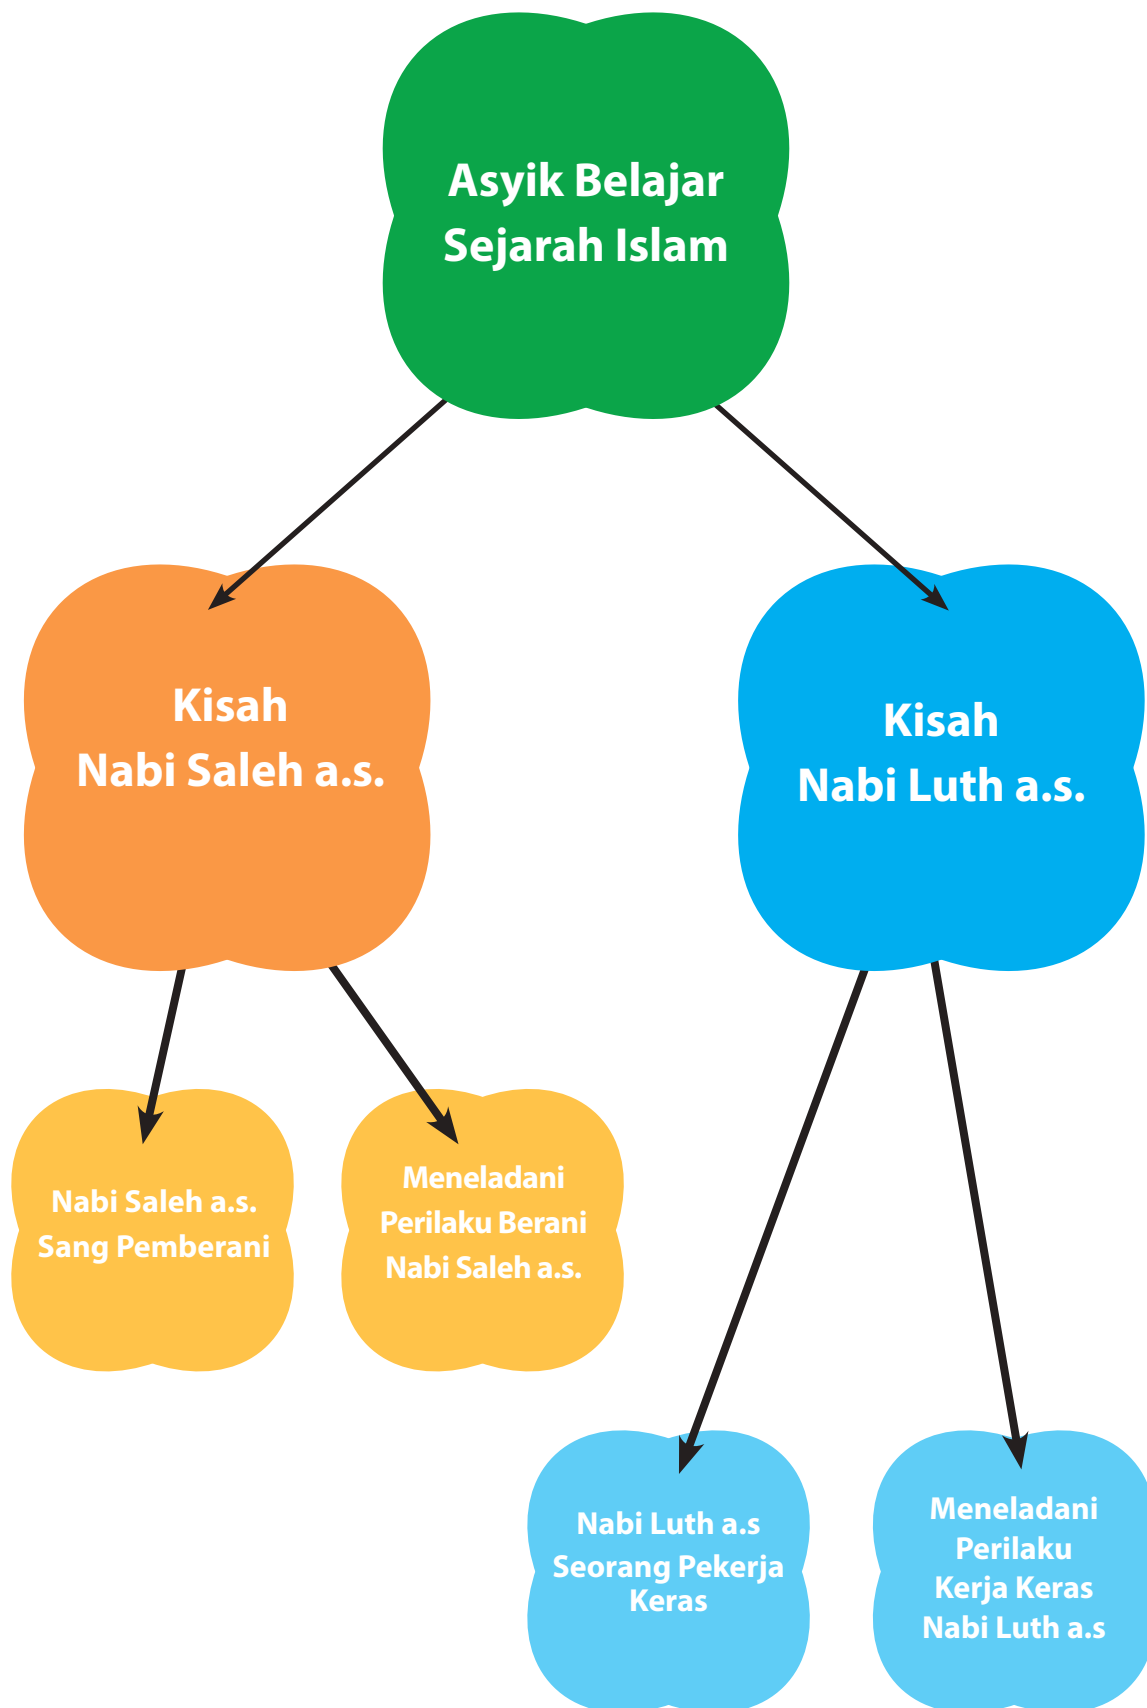 Asyik Belajar
Sejarah Islam
Kisah
Nabi Saleh a.s.
Kisah
Nabi Luth a.s.
Nabi Saleh a.s.
Sang Pemberani
Meneladani
Perilaku Berani
Nabi Saleh a.s.
Nabi Luth a.s
Seorang Pekerja
Keras
Meneladani
Perilaku
Kerja Keras
Nabi Luth a.s